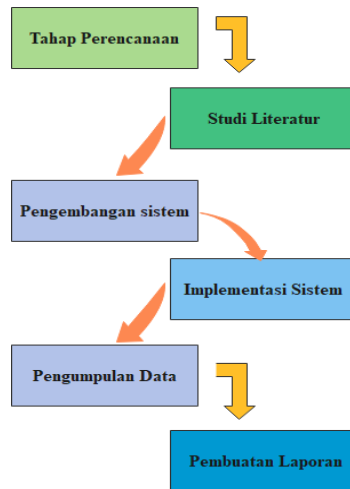 Tahap Perencanaan
Studi Literatur
Pengembangan sistem
Implementasi Sistem
Pengumpulan Data
Pembuatan Laporan